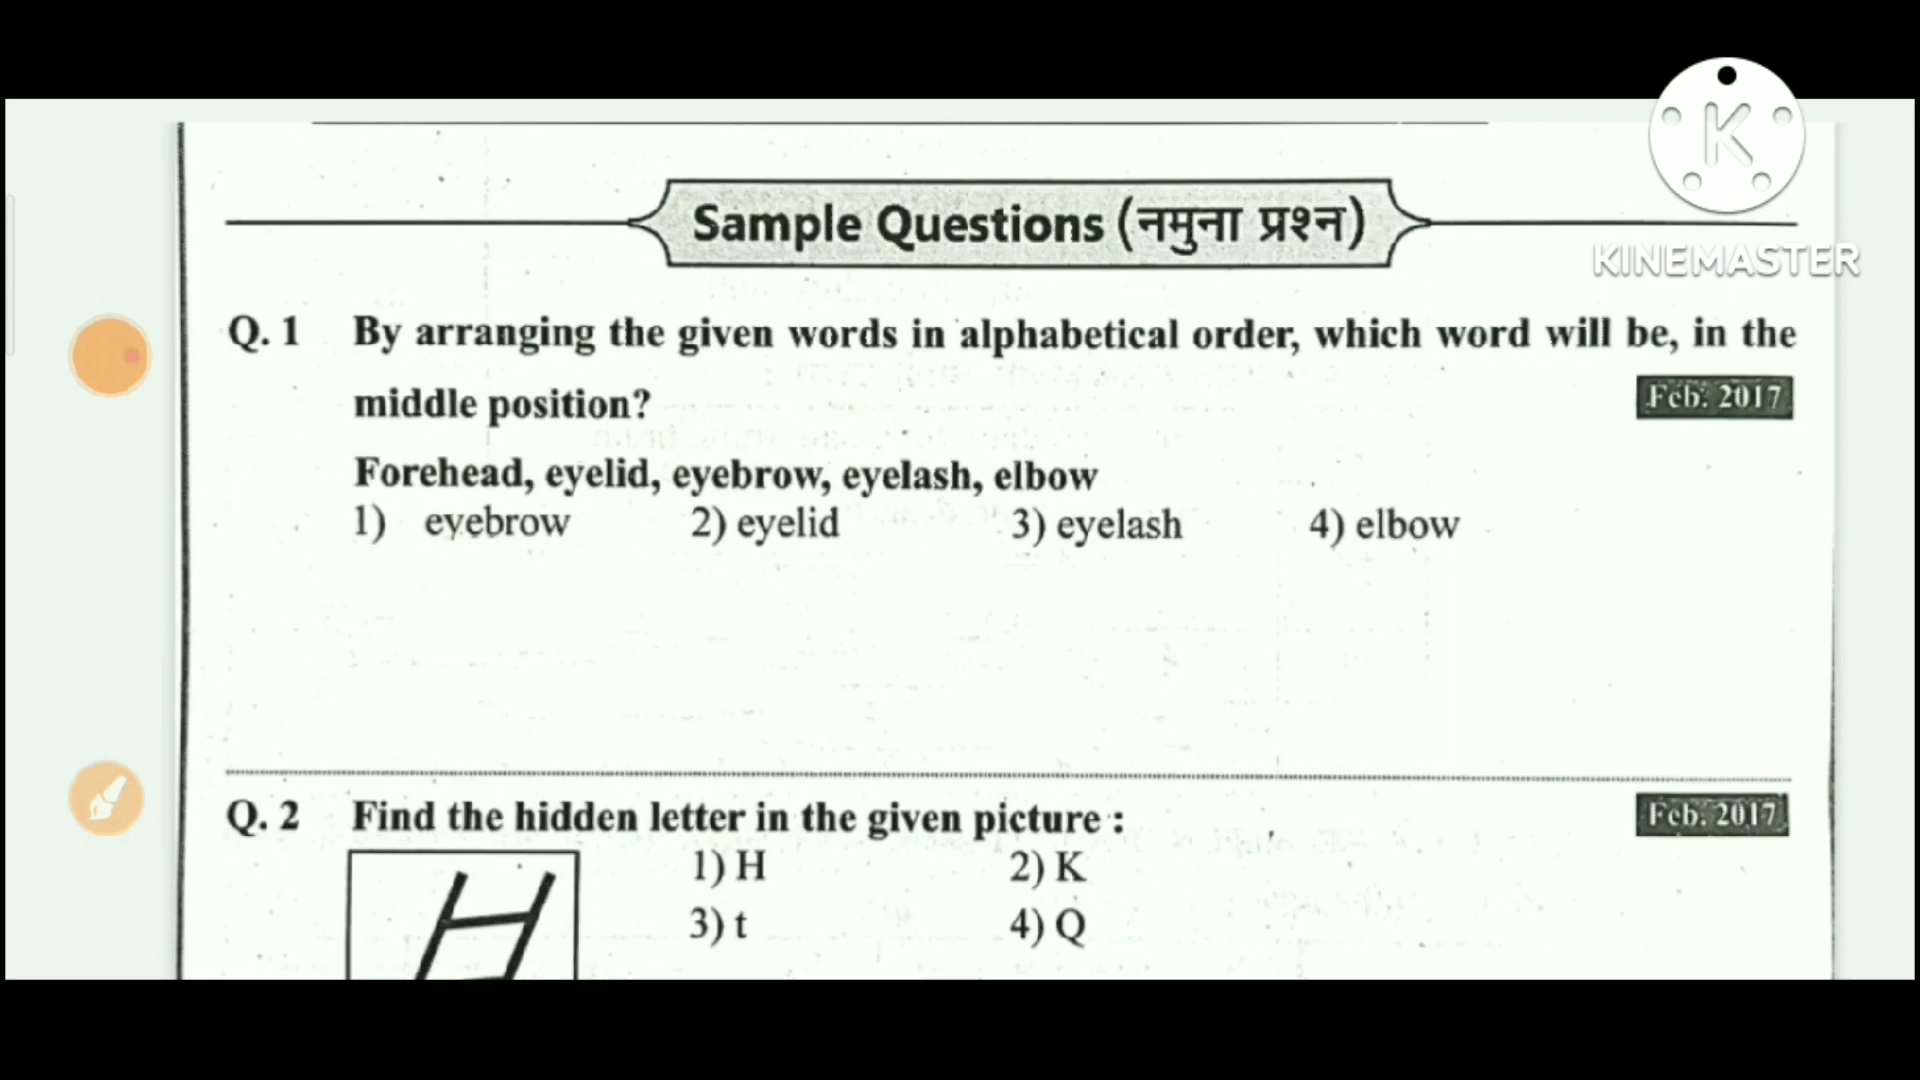 K
KINEMASTER
Sample Questions (नमुना प्रश्न)
Q. 1 By arranging the given words in alphabetical order, which word will be, in the
middle position? Feb. 2017
Forehead, eyelid, eyebrow, eyelash, elbow
1) eyebrow 2) eyelid 3) eyelash 4) elbow
Q. 2 Find the hidden letter in the given picture : Feb. 2017
1) H 2) K
3) t 4) Q